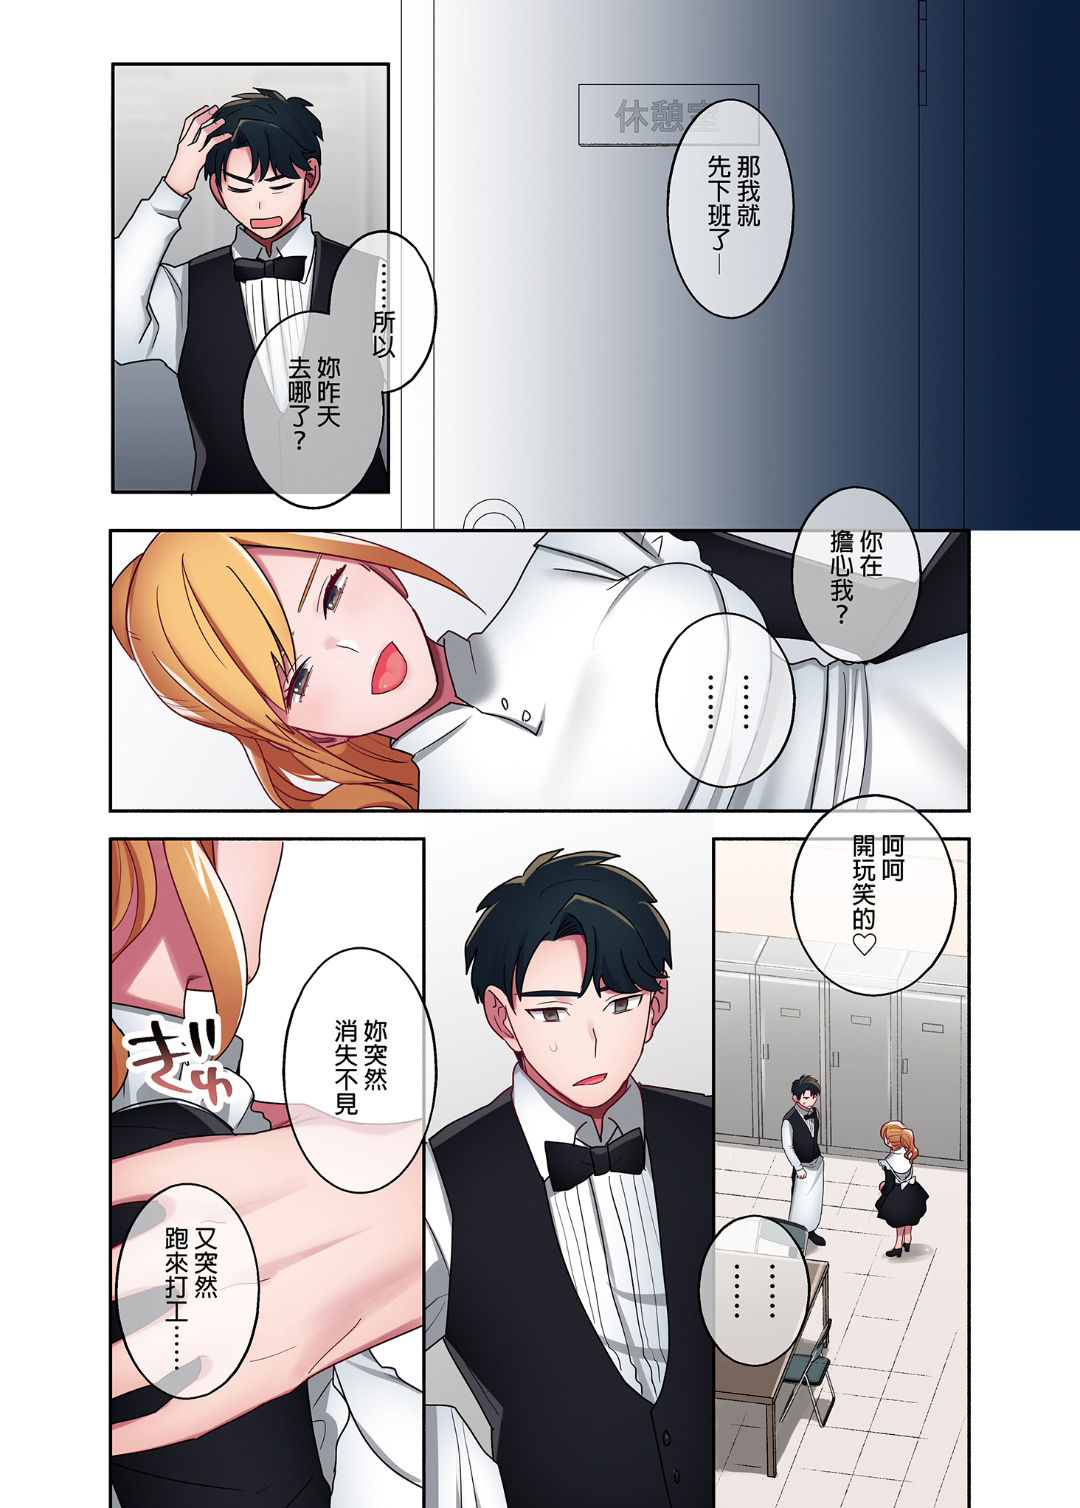 休憩室
那我就
先下班了—
……所以
妳昨天
去哪了？
你在
擔心我？
………
………
呵呵
開玩笑的♡
………
………
妳突然
消失不見
ぎゅ
又突然
跑來打工……